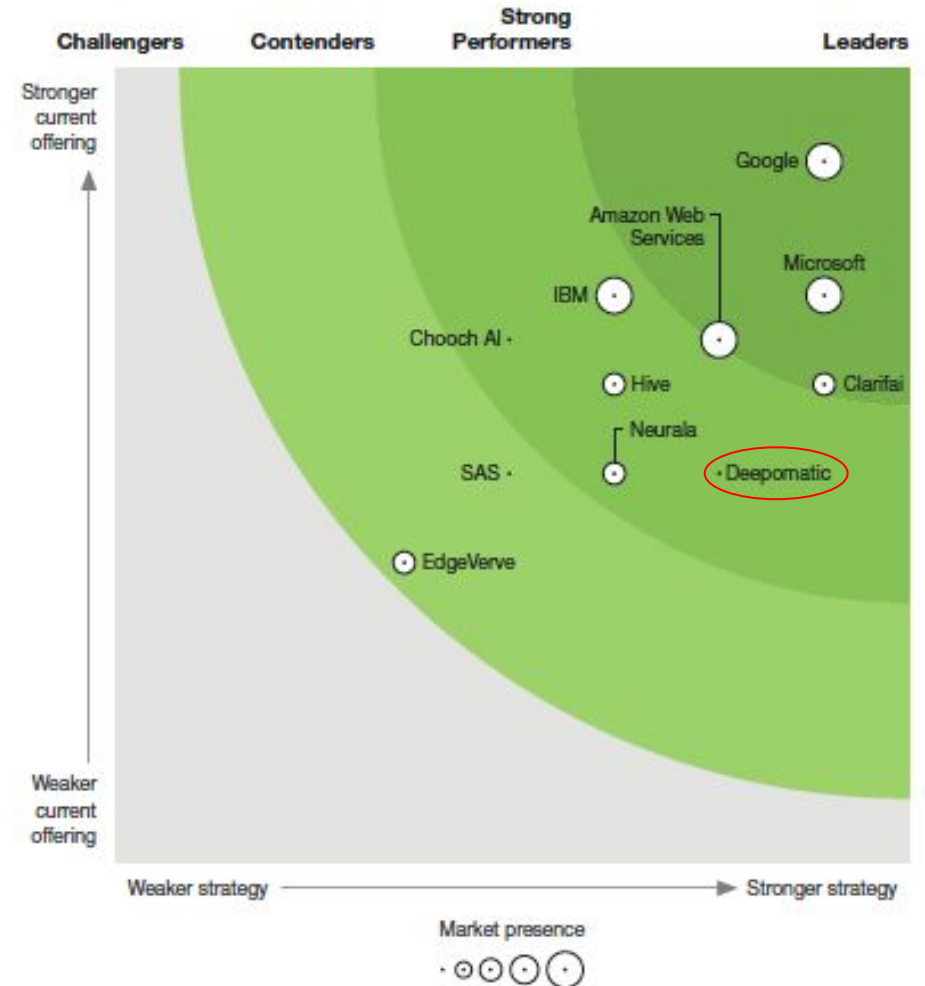 Strong
Challengers Contenders Performers Leaders
Stronger
current
offering
Google
Amazon Web
Services
Microsoft
IBM
Chooch AI
Hive
Clarifai
Neurala
SAS
Deepomatic
EdgeVerve
Weaker
current
offering
Weaker strategy
Stronger strategy
Market presence